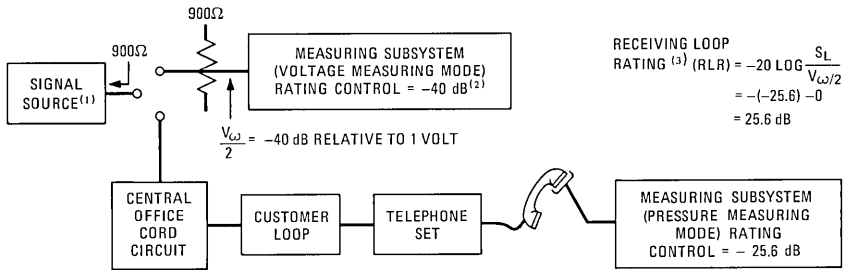 900Ω
900Ω
SIGNAL
SOURCE(1)
MEASURING SUBSYSTEM
(VOLTAGE MEASURING MODE)
RATING CONTROL = -40 dB(2)
Vω/2 = -40 dB RELATIVE TO 1 VOLT
RECEIVING LOOP
RATING (3) (RLR) = -20 LOG SL/Vω/2
= -(-25.6) -0
= 25.6 dB
CENTRAL
OFFICE
CORD
CIRCUIT
CUSTOMER
LOOP
TELEPHONE
SET
MEASURING SUBSYSTEM
(PRESSURE MEASURING
MODE) RATING
CONTROL = - 25.6 dB